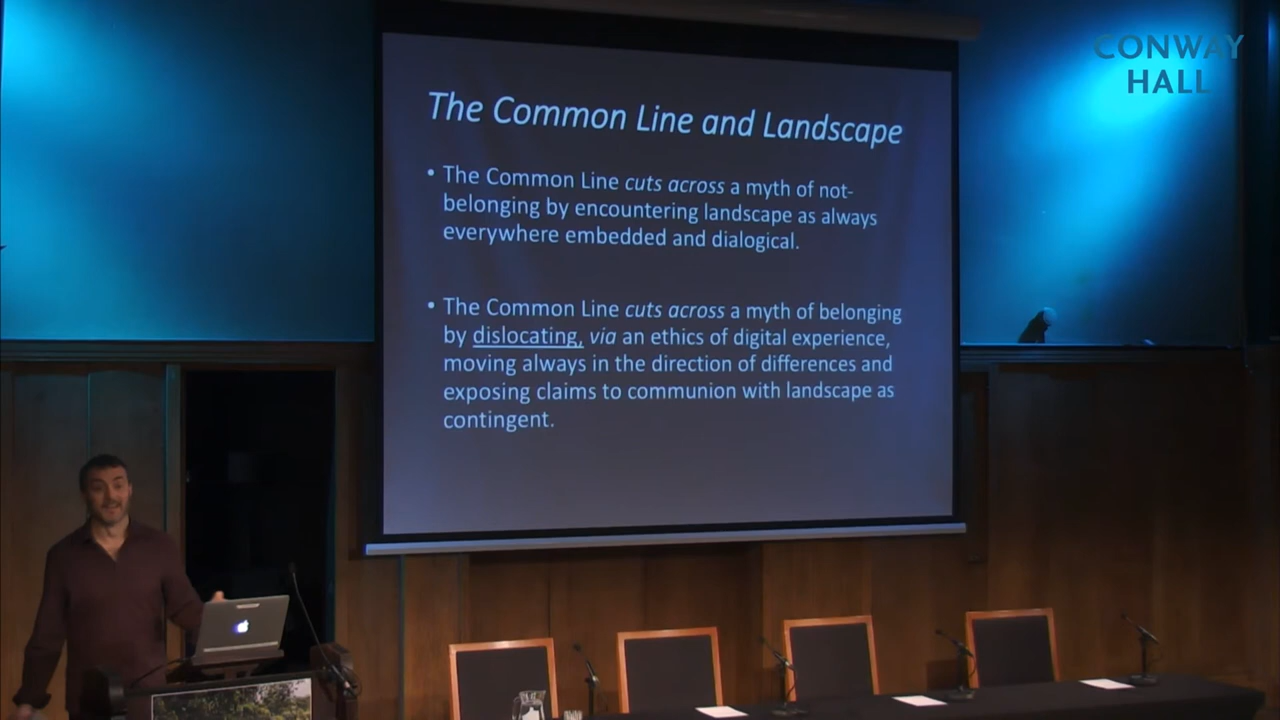 CONWAY
HALL
The Common Line and Landscape
• The Common Line cuts across a myth of not-
belonging by encountering landscape as always
everywhere embedded and dialogical.
• The Common Line cuts across a myth of belonging
by dislocating, via an ethics of digital experience,
moving always in the direction of differences and
exposing claims to communion with landscape as
contingent.